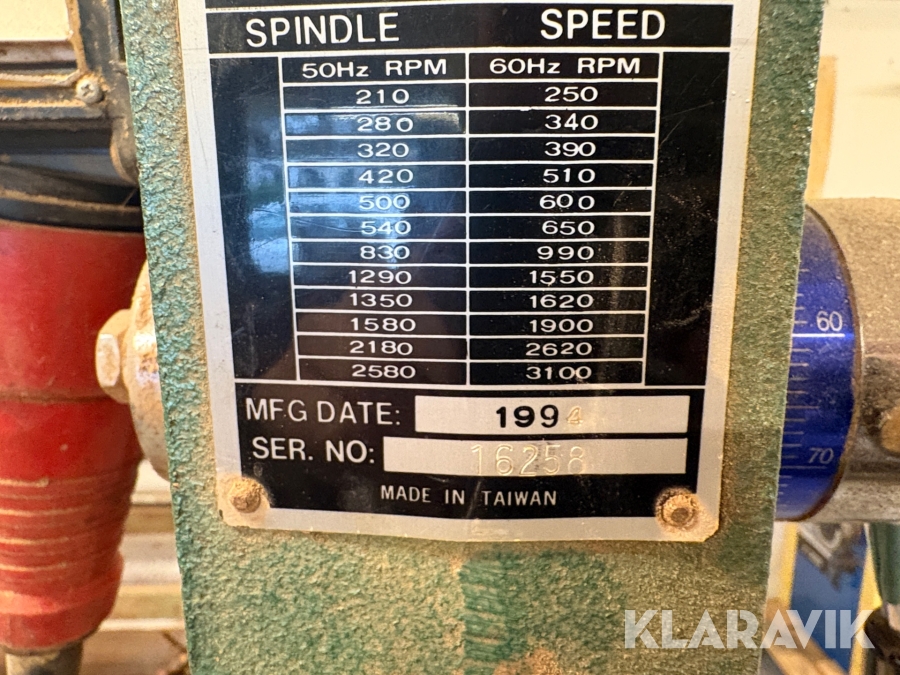 SPINDLE SPEED
50Hz RPM 60Hz RPM
210 250
280 340
320 390
420 510
500 600
540 650
830 990
1290 1550
1350 1620
1580 1900
2180 2620
2580 3100
MFG DATE: 1994
SER. NO: 16258
MADE IN TAIWAN
60
70
KLARAVIK